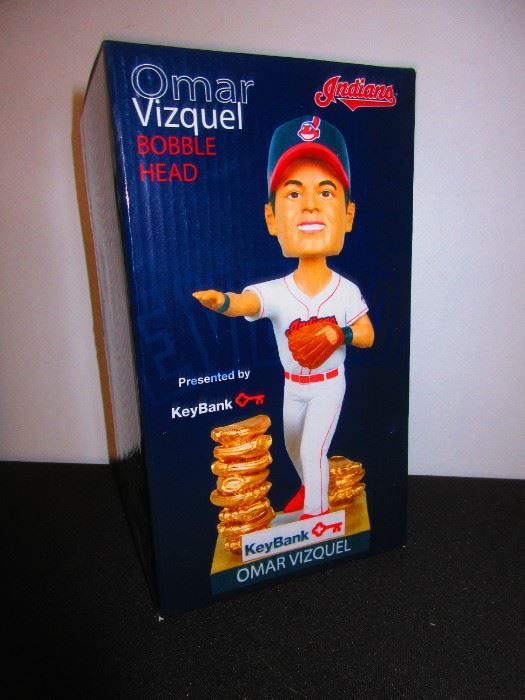 Omar
Vizquel
BOBBLE
HEAD
Indians
Indians
Presented by
KeyBank
KeyBank
OMAR VIZQUEL